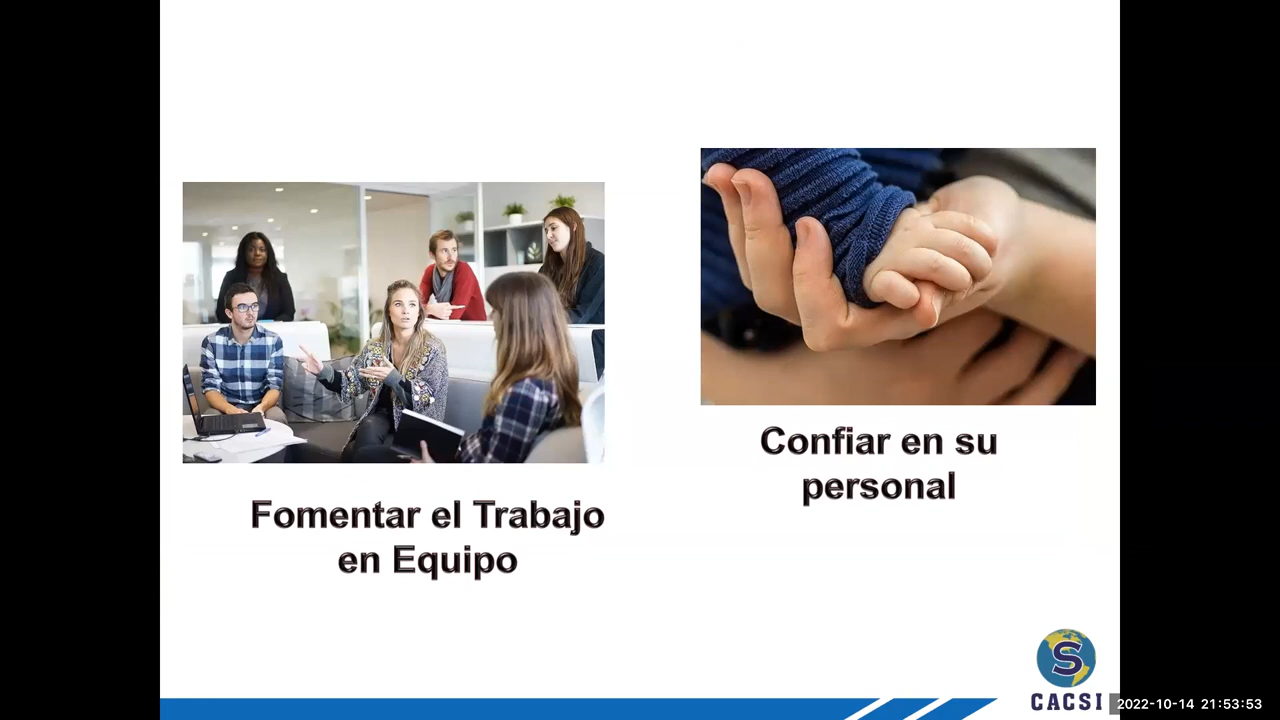 Confiar en su
personal
Fomentar el Trabajo
en Equipo
S
CACSI
2022-10-14 21:53:53